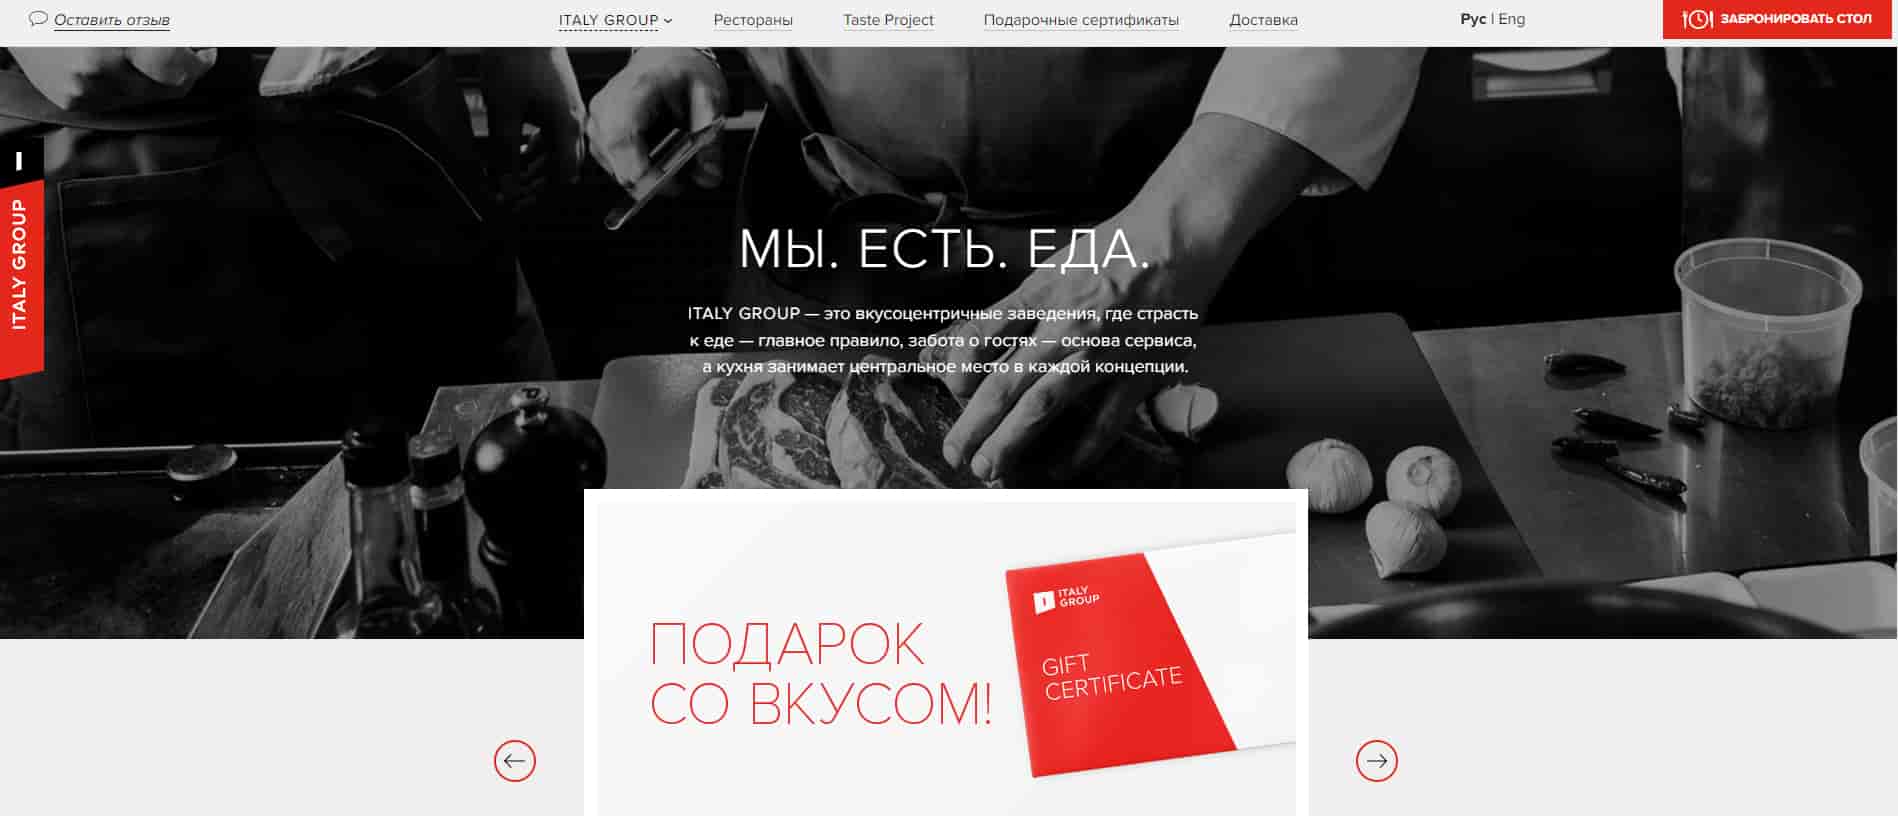 Оставить отзыв
ITALY GROUP
Рестораны
Taste Project
Подарочные сертификаты
Доставка
Рус | Eng
ЗАБРОНИРОВАТЬ СТОЛ
ITALY GROUP
МЫ. ЕСТЬ. ЕДА.
ITALY GROUP — это вкусоцентричные заведения, где страсть
к еде — главное правило, забота о гостях — основа сервиса,
а кухня занимает центральное место в каждой концепции.
ПОДАРОК
СО ВКУСОМ!
ITALY
GROUP
GIFT
CERTIFICATE